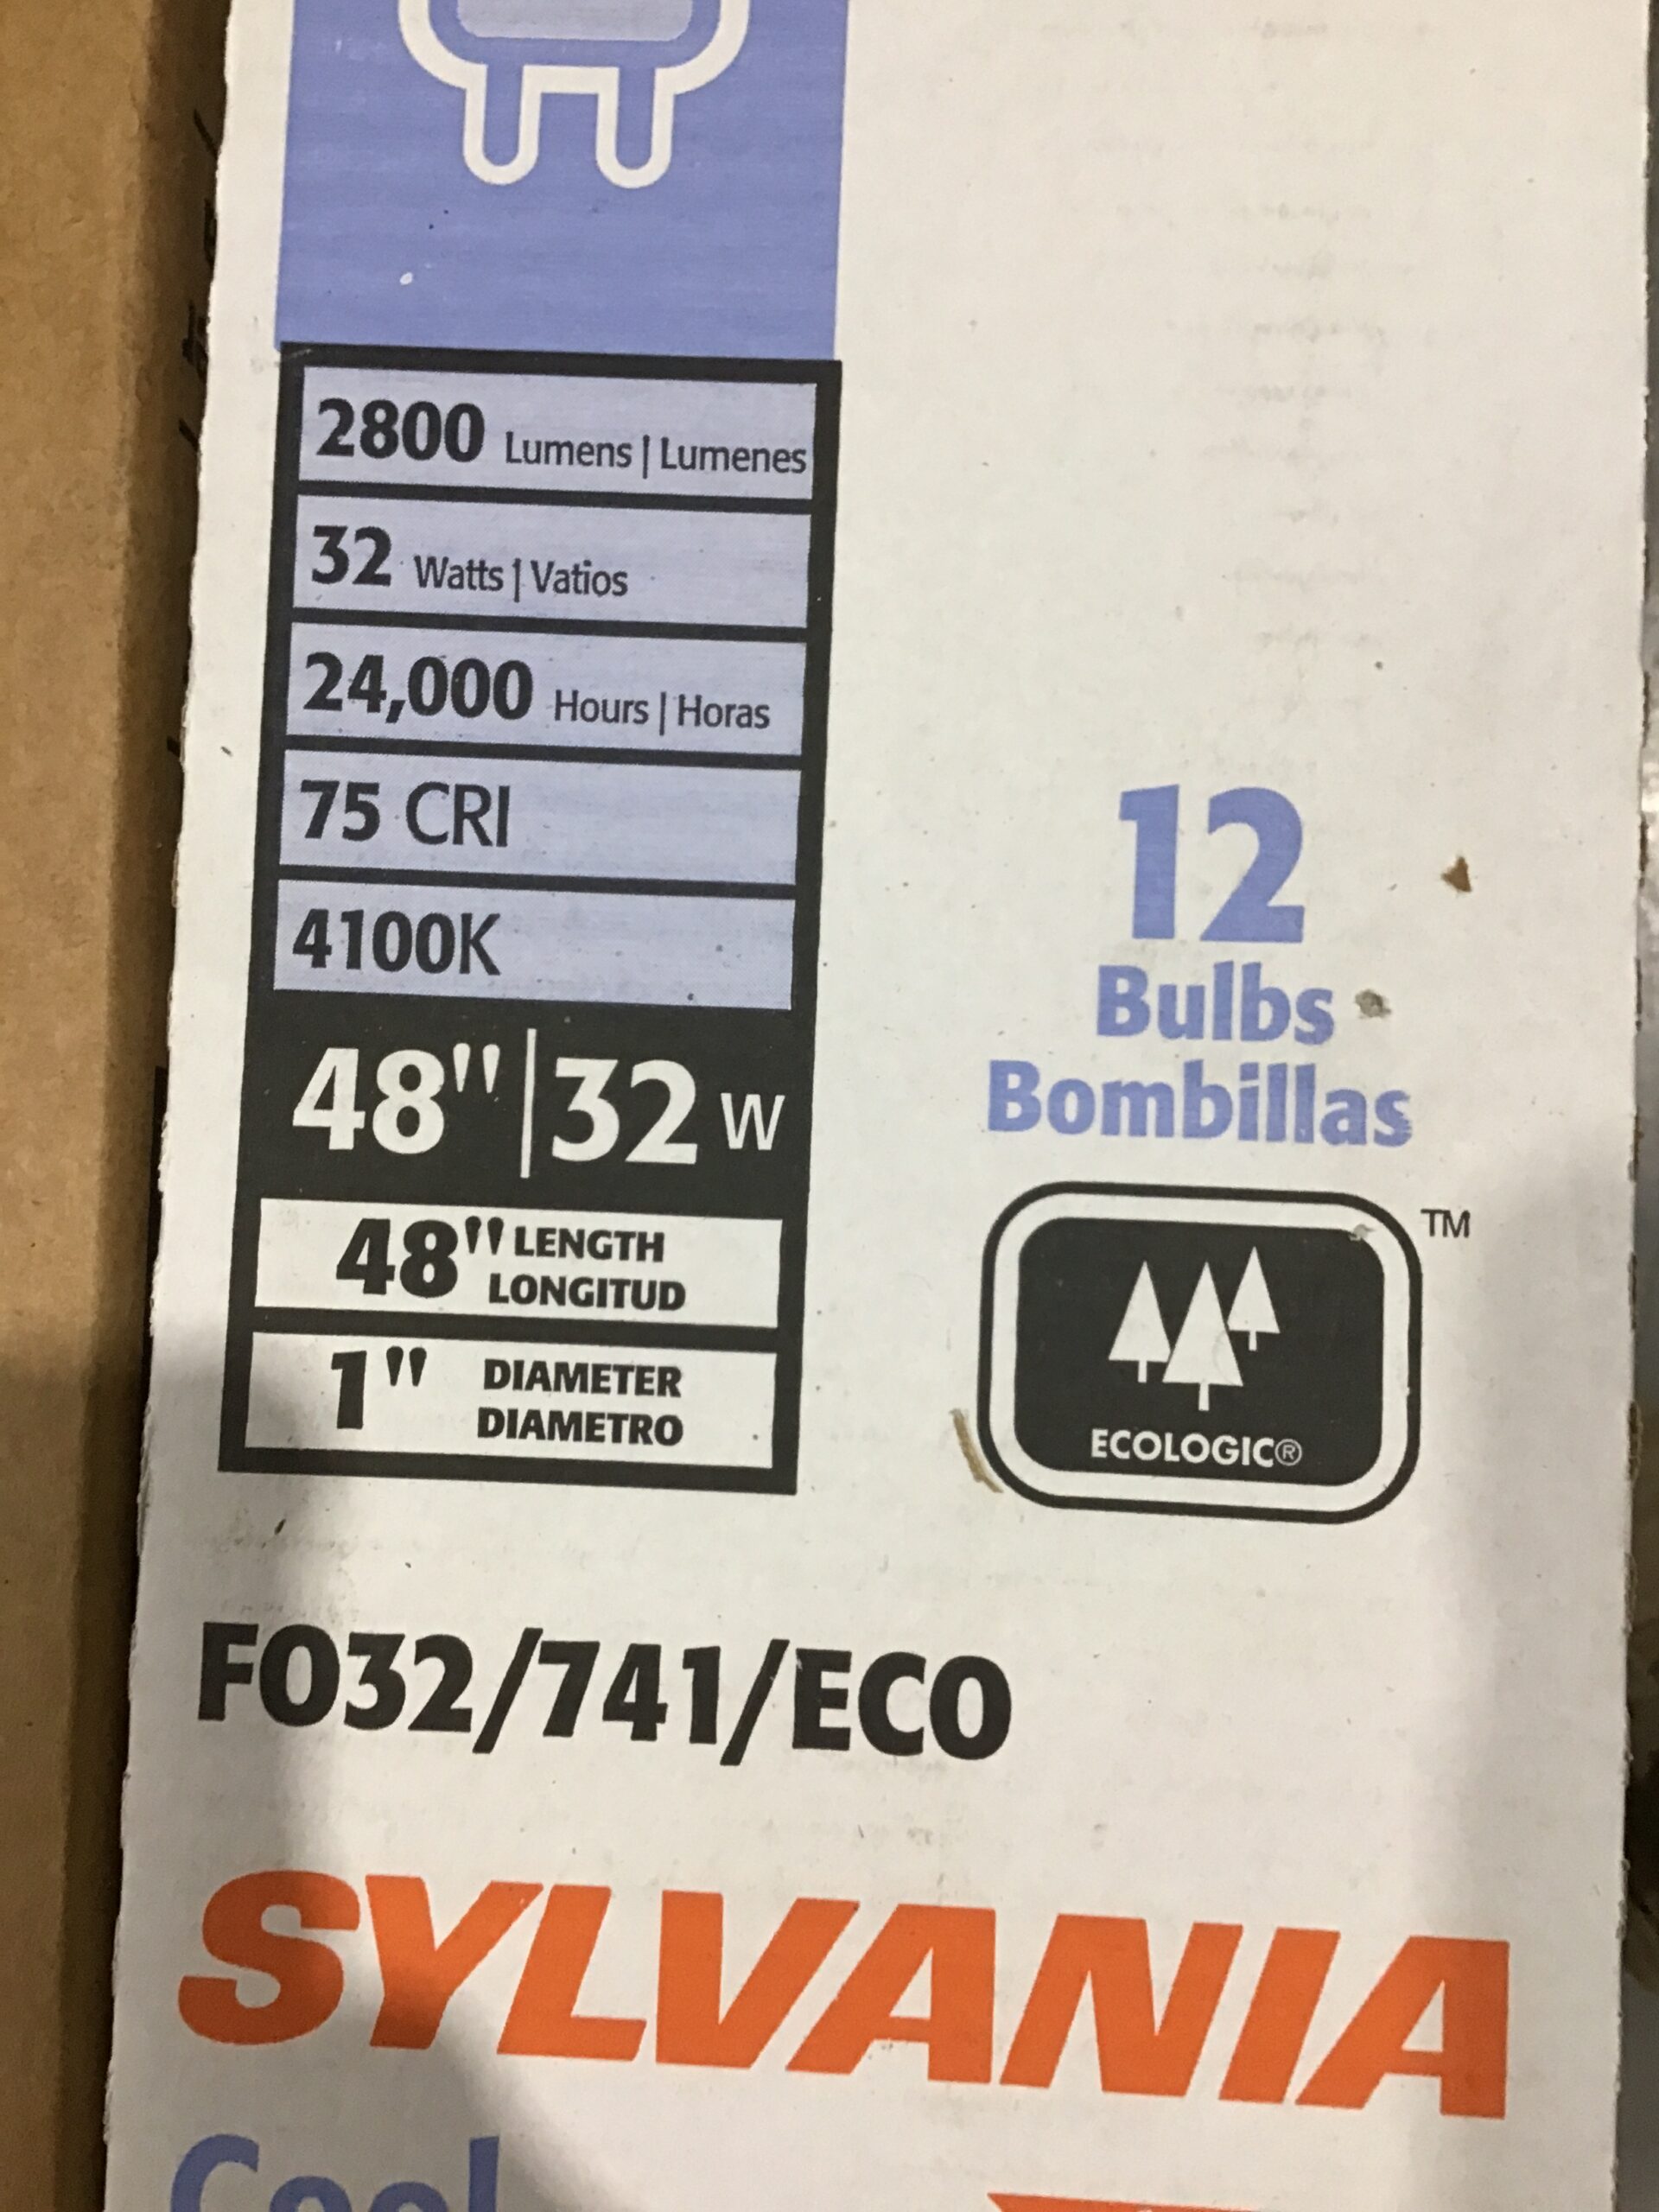 2800 Lumens | Lumenes
32 Watts | Vatios
24,000 Hours | Horas
75 CRI
4100K
48" | 32 W
48" LENGTH
LONGITUD
1" DIAMETER
DIAMETRO
12
Bulbs
Bombillas
TM
ECOLOGIC®
FO32/741/ECO
SYLVANIA
Cool